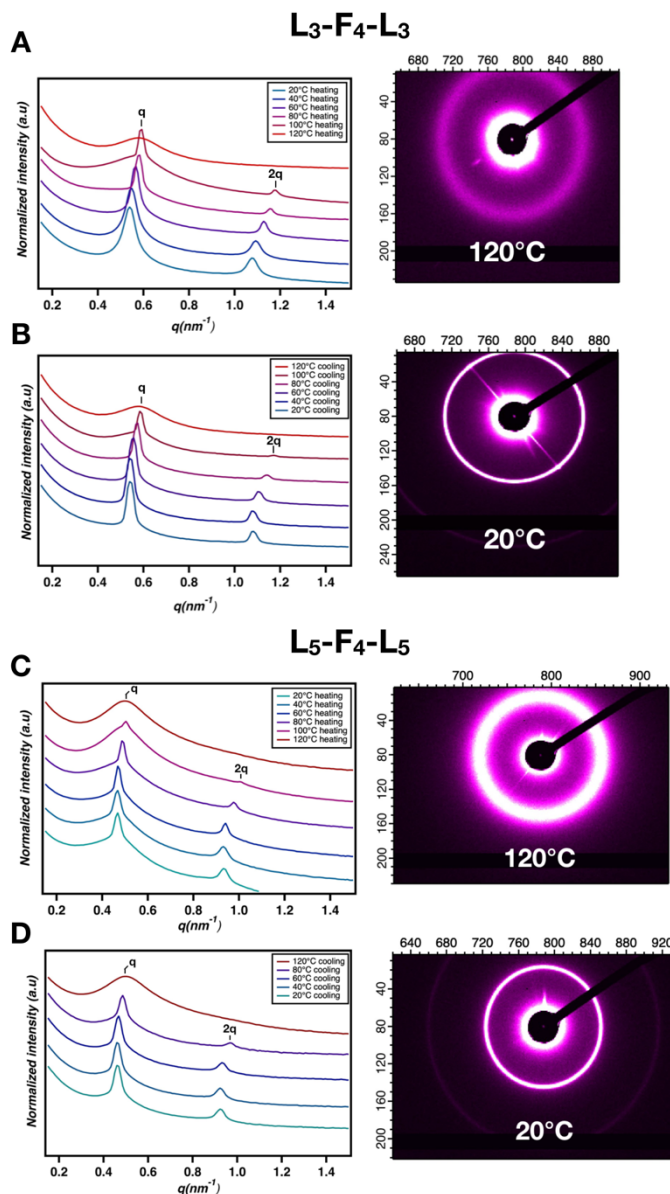 L₃-F₄-L₃
A
Normalized intensity (a.u)
q
2q
20°C heating
40°C heating
60°C heating
80°C heating
100°C heating
120°C heating
0.2 0.4 0.6 0.8 1.0 1.2 1.4
q(nm⁻¹)
680 720 760 800 840 880
40
80
120
160
200
120°C
B
Normalized intensity (a.u)
q
2q
120°C cooling
100°C cooling
80°C cooling
60°C cooling
40°C cooling
20°C cooling
0.2 0.4 0.6 0.8 1.0 1.2 1.4
q(nm⁻¹)
700 740 780 820 860 900
40
80
120
160
200
240
20°C
L₅-F₄-L₅
C
Normalized intensity (a.u)
q
2q
20°C heating
40°C heating
60°C heating
80°C heating
100°C heating
120°C heating
0.2 0.4 0.6 0.8 1.0 1.2 1.4
q(nm⁻¹)
700 800 900
40
80
120
160
200
120°C
D
Normalized intensity (a.u)
q
2q
120°C cooling
80°C cooling
60°C cooling
40°C cooling
20°C cooling
0.2 0.4 0.6 0.8 1.0 1.2 1.4
q(nm⁻¹)
640 680 720 760 800 840 880 920
40
80
120
160
200
20°C